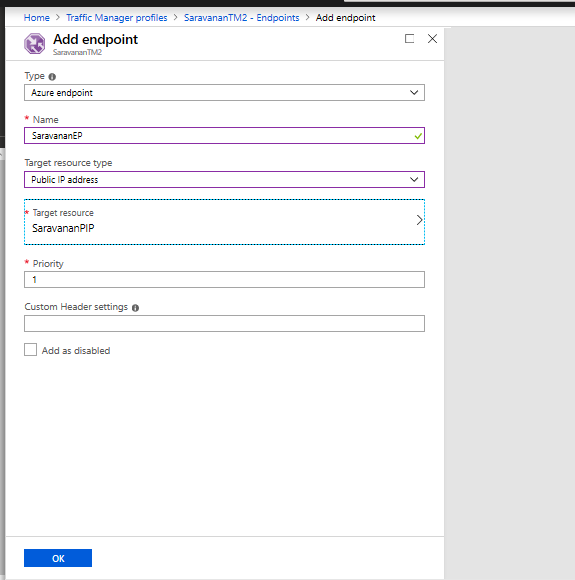 Home > Traffic Manager profiles > SaravananTM2 - Endpoints > Add endpoint
Add endpoint
SaravananTM2
Type
Azure endpoint
* Name
SaravananEP
Target resource type
Public IP address
* Target resource
SaravananPIP
* Priority
1
Custom Header settings
Add as disabled
OK